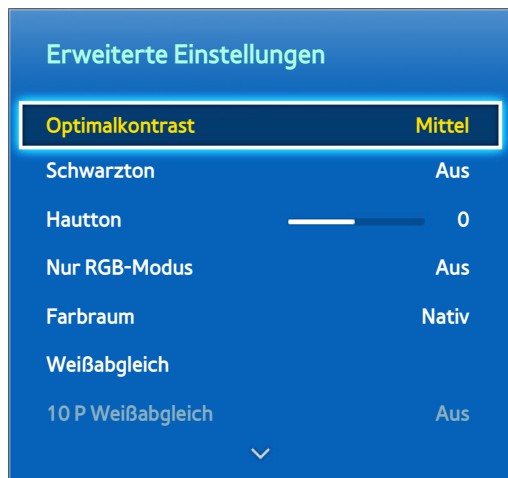 Erweiterte Einstellungen
Optimalkontrast Mittel
Schwarzton Aus
Hautton 0
Nur RGB-Modus Aus
Farbraum Nativ
Weißabgleich
10 P Weißabgleich Aus